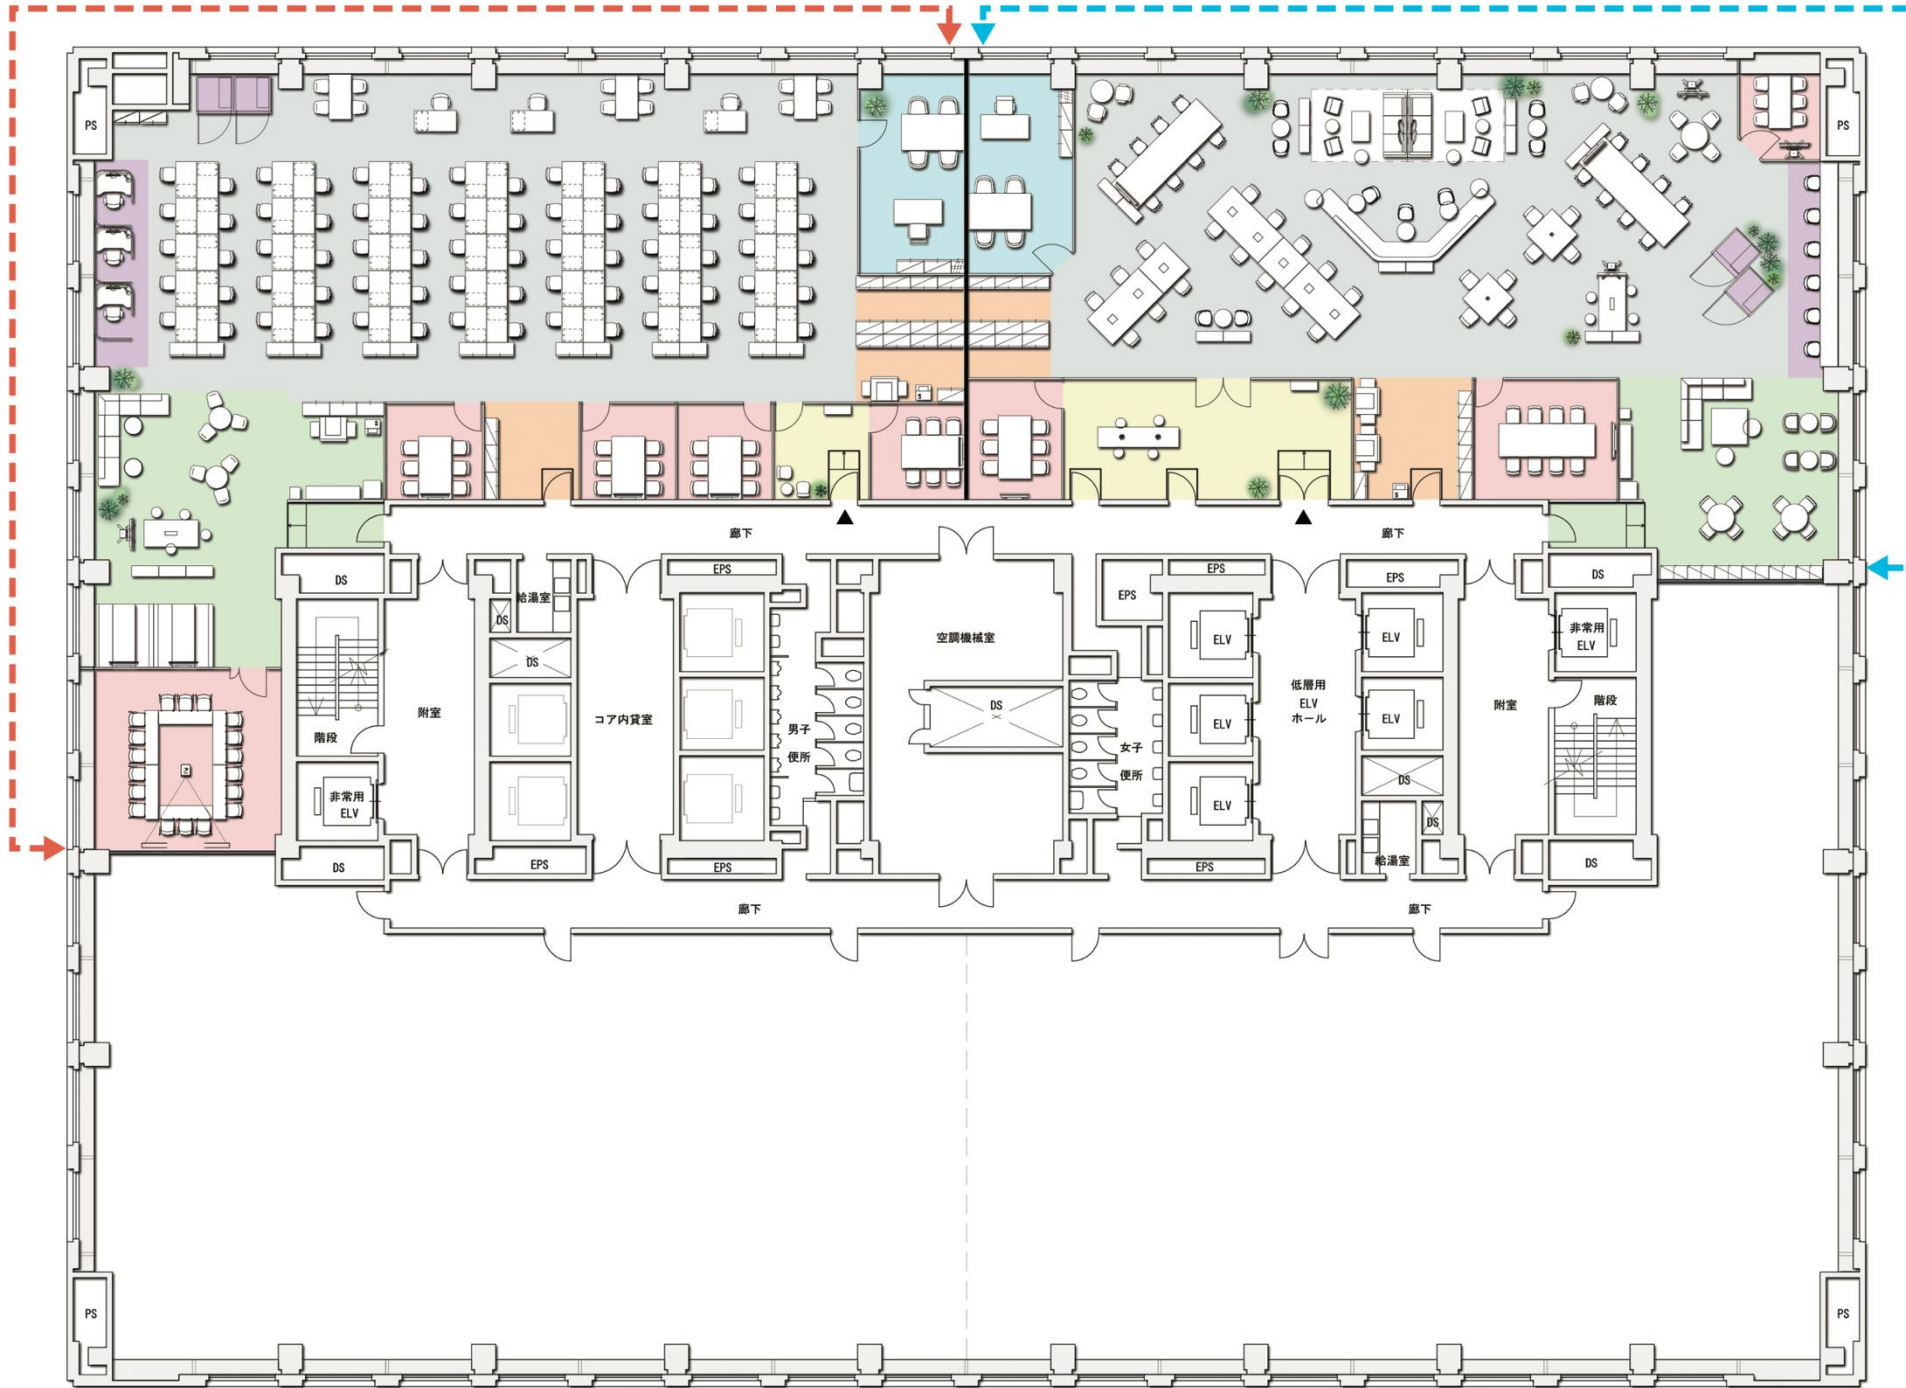 PS
PS
廊下
廊下
DS
給湯室
DS
DS
EPS
EPS
EPS
EPS
DS
空調機械室
ELV
ELV
非常用
ELV
附室
コア内貸室
男子
便所
DS
女子
便所
ELV
低層用
ELV
ホール
ELV
附室
階段
階段
非常用
ELV
ELV
DS
DS
給湯室
DS
EPS
EPS
EPS
DS
廊下
廊下
PS
PS